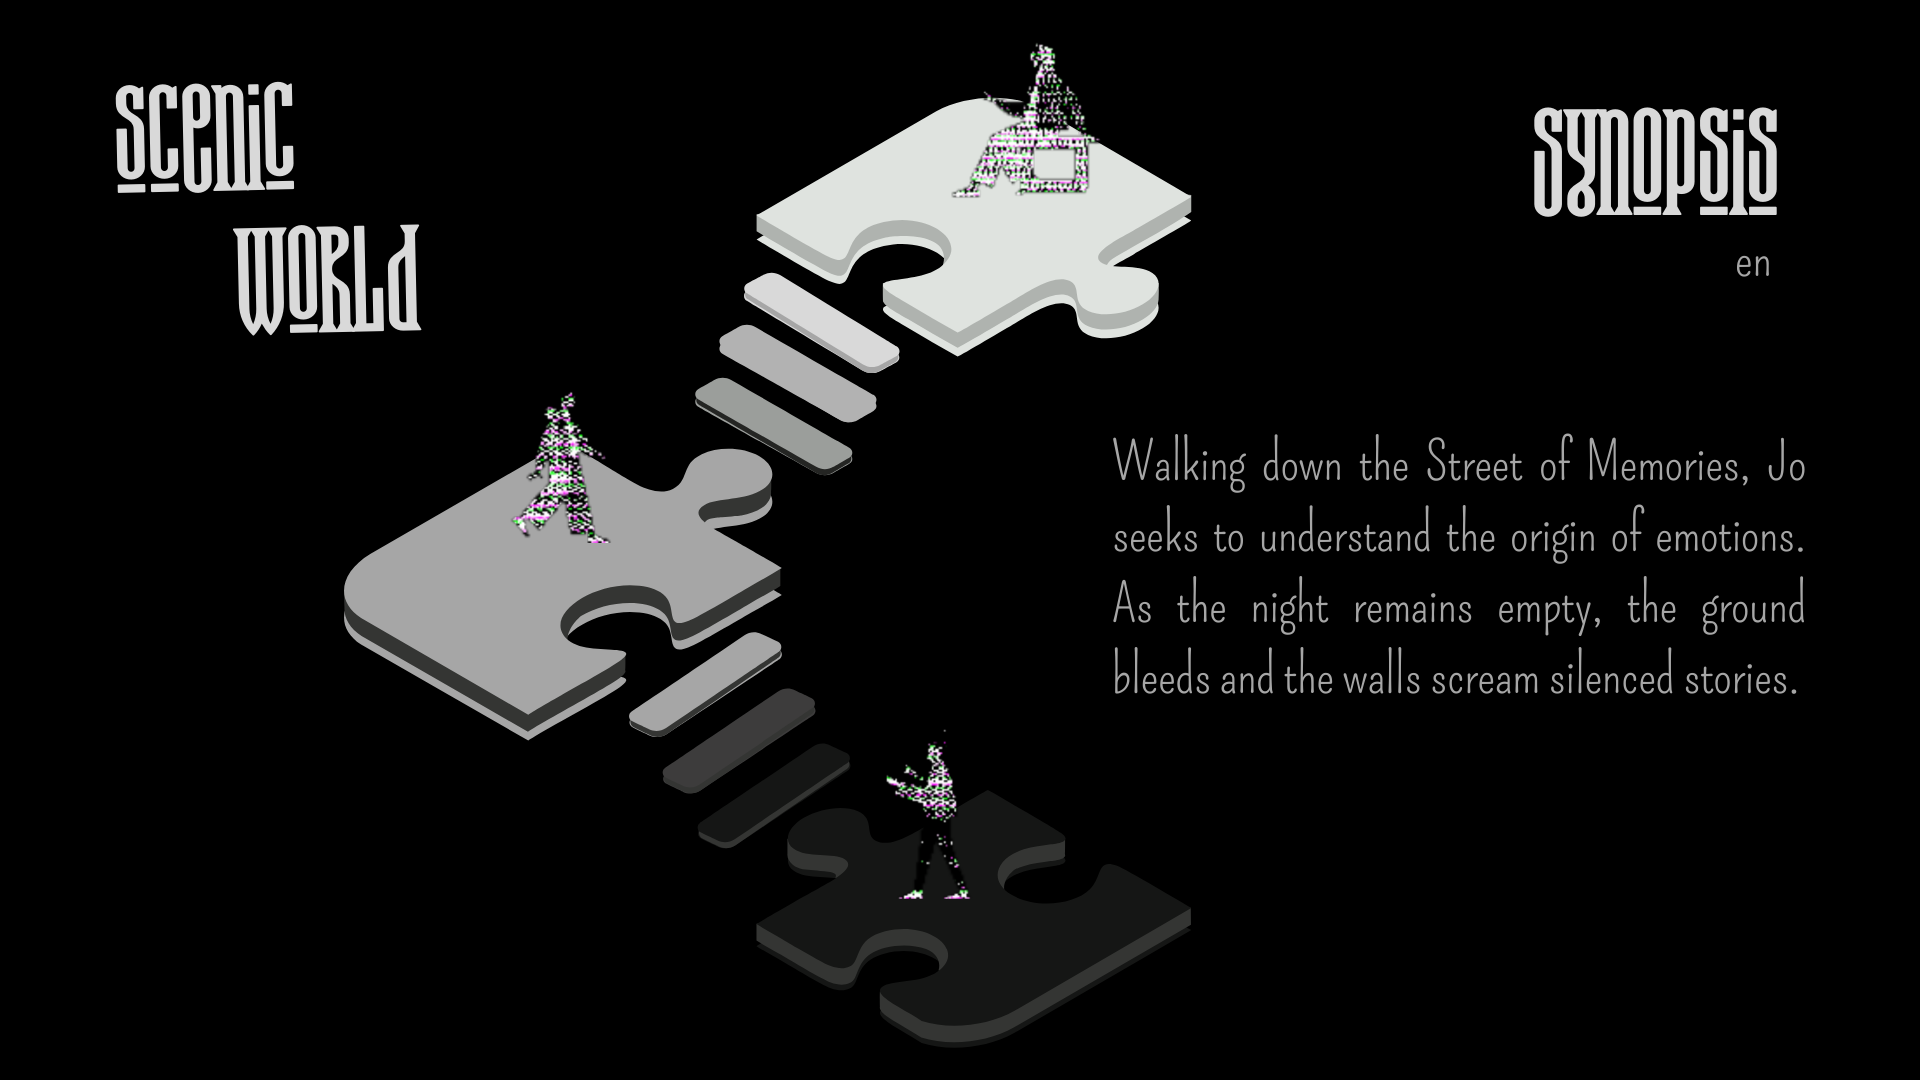 SCENIC
WORLD
SYNOPSIS
en
Walking down the Street of Memories, Jo
seeks to understand the origin of emotions.
As the night remains empty, the ground
bleeds and the walls scream silenced stories.